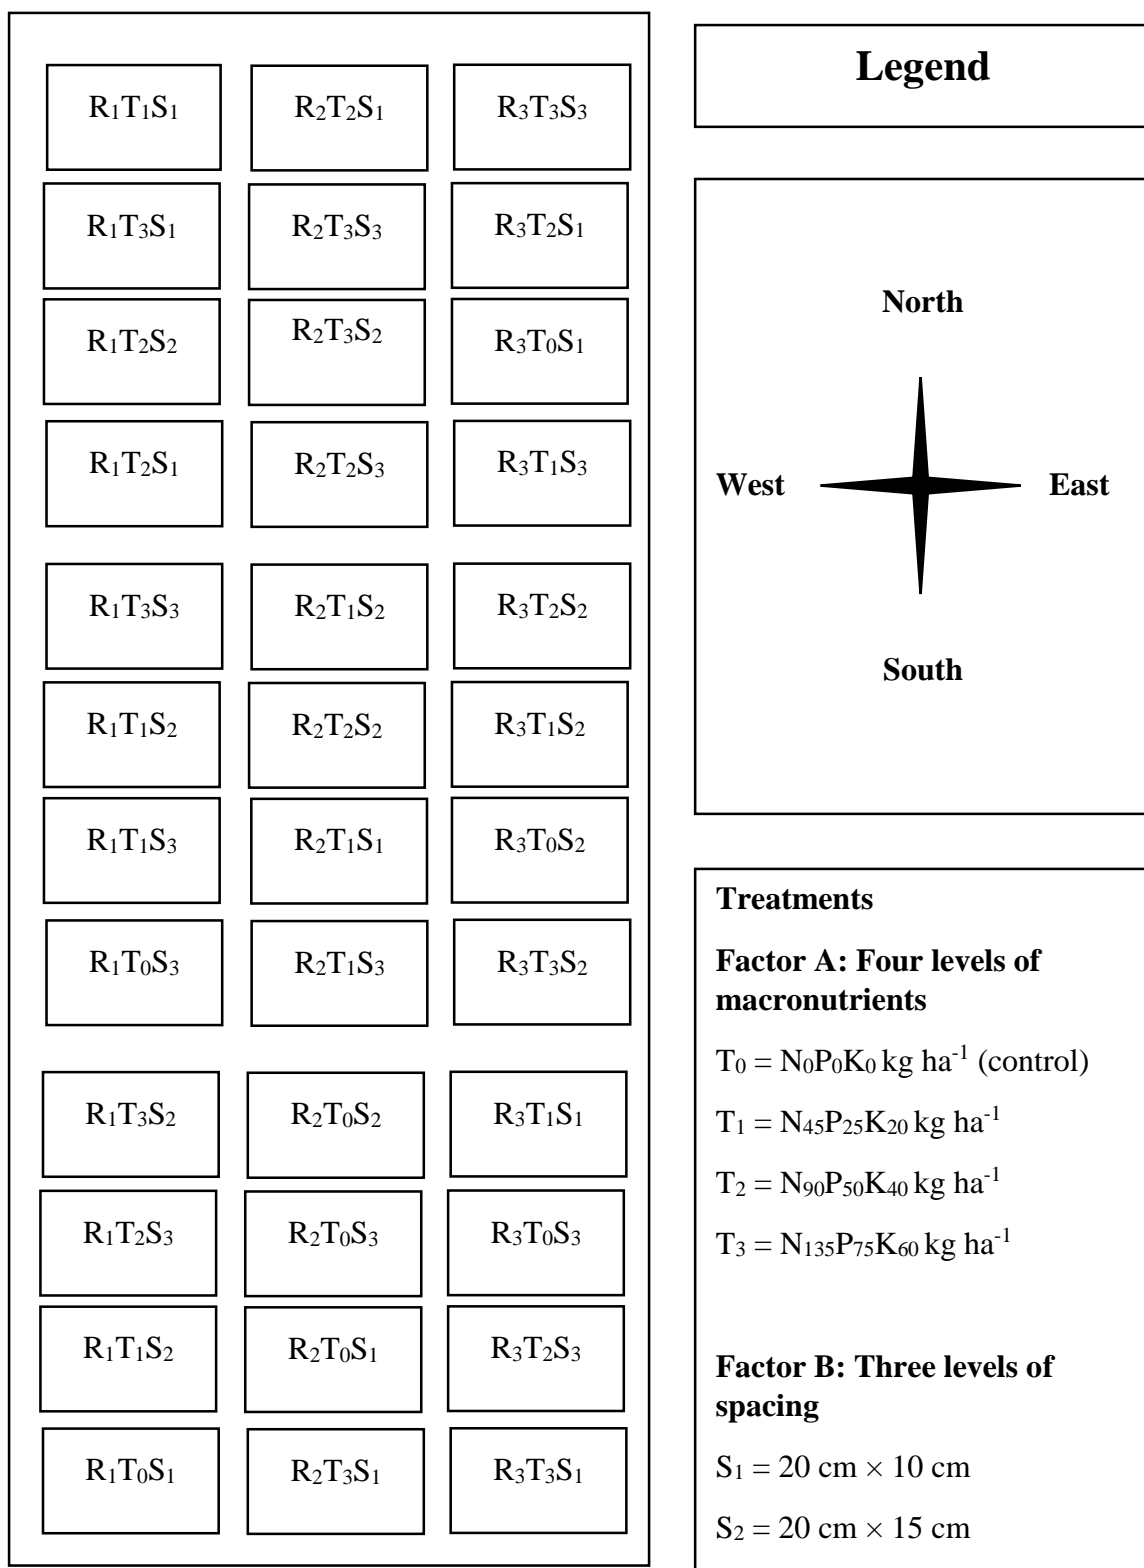 R₁T₁S₁ R₂T₂S₁ R₃T₃S₃
R₁T₃S₁ R₂T₃S₃ R₃T₂S₁
R₁T₂S₂ R₂T₃S₂ R₃T₀S₁
R₁T₂S₁ R₂T₂S₃ R₃T₁S₃
R₁T₃S₃ R₂T₁S₂ R₃T₂S₂
R₁T₁S₂ R₂T₂S₂ R₃T₁S₂
R₁T₁S₃ R₂T₁S₁ R₃T₀S₂
R₁T₀S₃ R₂T₁S₃ R₃T₃S₂
R₁T₃S₂ R₂T₀S₂ R₃T₁S₁
R₁T₂S₃ R₂T₀S₃ R₃T₀S₃
R₁T₁S₂ R₂T₀S₁ R₃T₂S₃
R₁T₀S₁ R₂T₃S₁ R₃T₃S₁
Legend
North
West East
South
Treatments
Factor A: Four levels of
macronutrients
T₀ = N₀P₀K₀ kg ha⁻¹ (control)
T₁ = N₄₅P₂₅K₂₀ kg ha⁻¹
T₂ = N₉₀P₅₀K₄₀ kg ha⁻¹
T₃ = N₁₃₅P₇₅K₆₀ kg ha⁻¹
Factor B: Three levels of
spacing
S₁ = 20 cm × 10 cm
S₂ = 20 cm × 15 cm